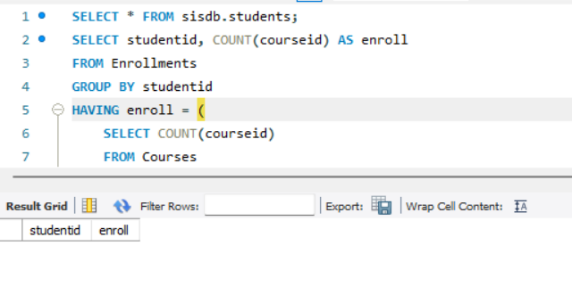 1 SELECT * FROM sisdb.students;
2 SELECT studentid, COUNT(courseid) AS enroll
3 FROM Enrollments
4 GROUP BY studentid
5 HAVING enroll = (
6 SELECT COUNT(courseid)
7 FROM Courses
Result Grid Filter Rows: Export: Wrap Cell Content: IA
studentid enroll